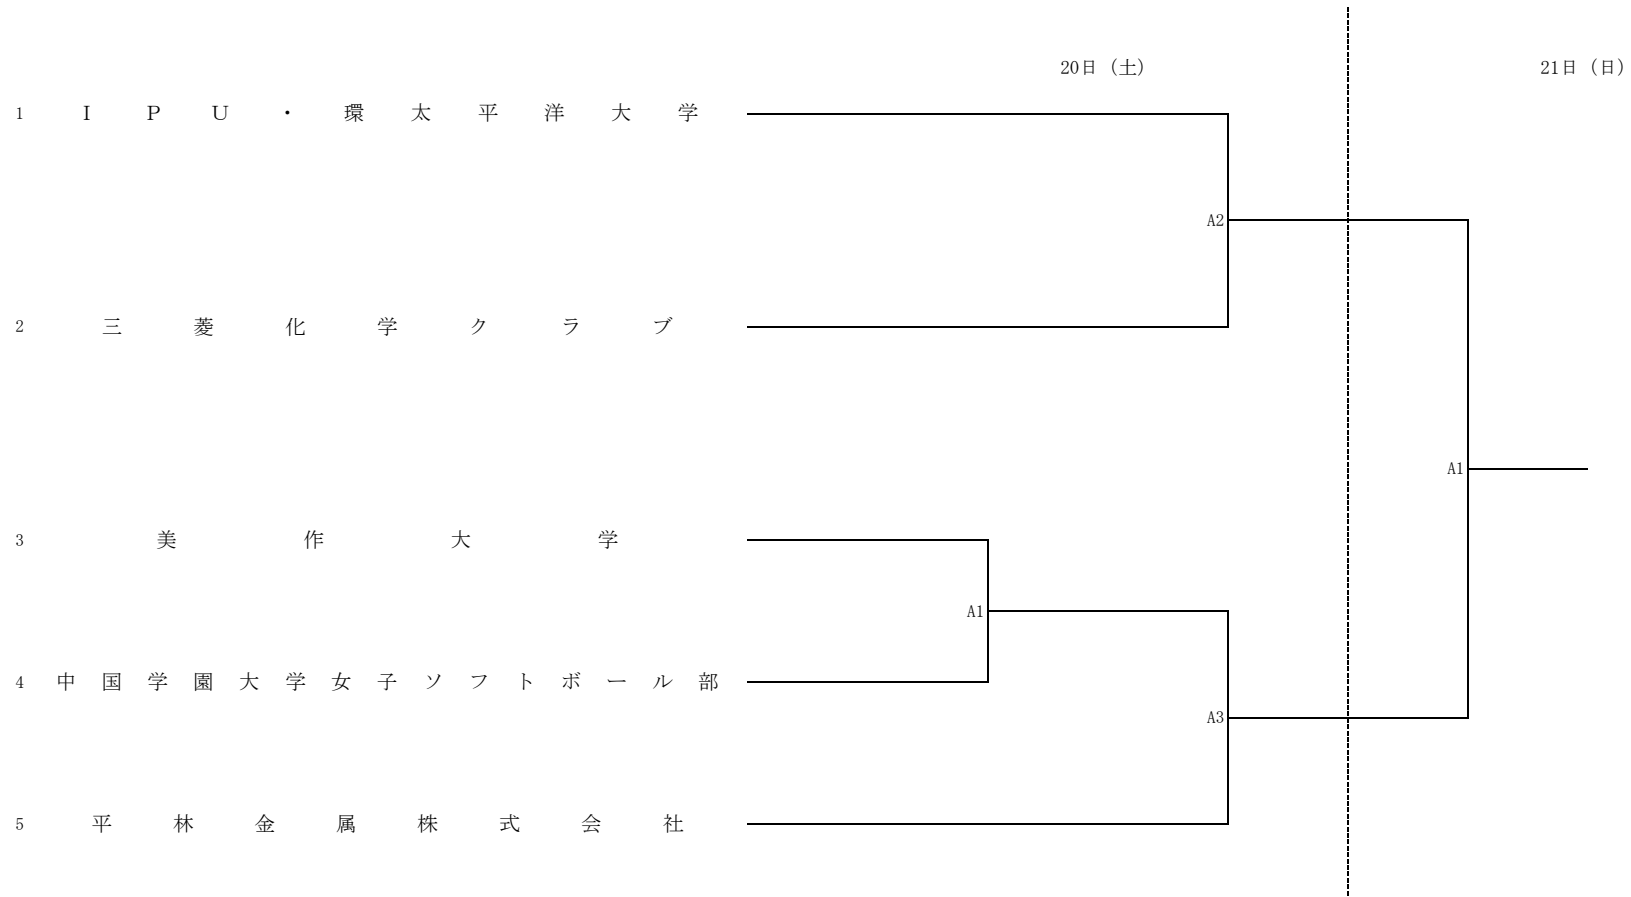 20日（土） 21日（日）
1 Ｉ Ｐ Ｕ ・ 環 太 平 洋 大 学
A2
2 三 菱 化 学 ク ラ ブ
A1
3 美 作 大 学
A1
4 中 国 学 園 大 学 女 子 ソ フ ト ボ ー ル 部
A3
5 平 林 金 属 株 式 会 社